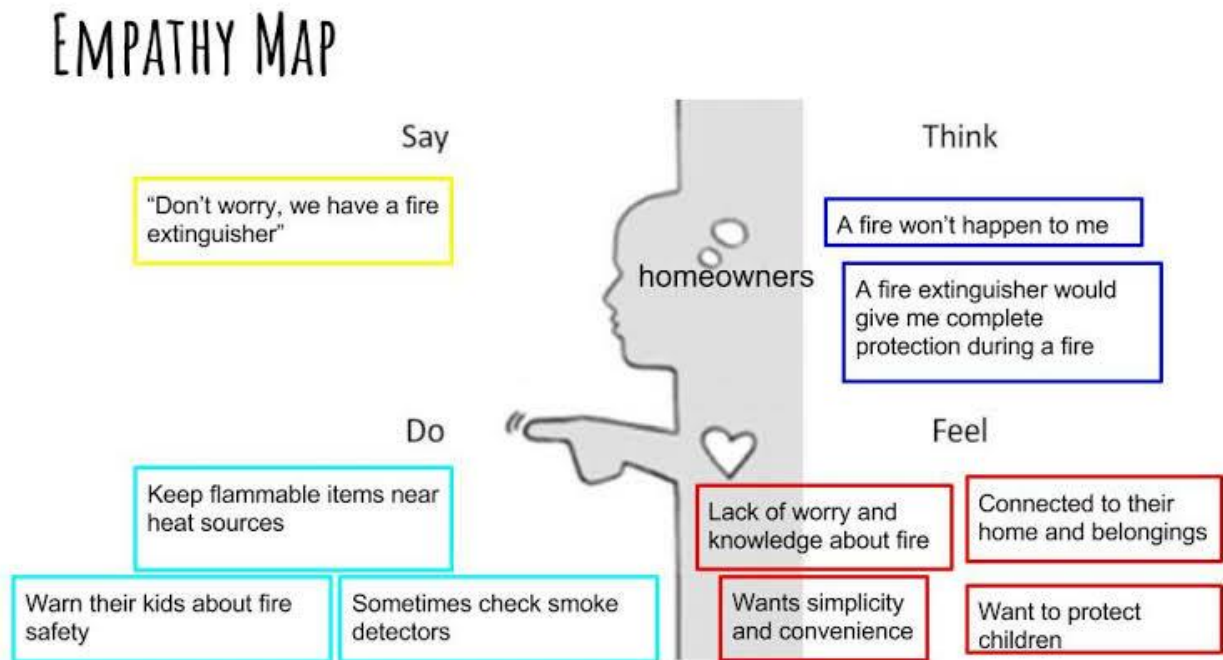 EMPATHY MAP
Say
Think
“Don’t worry, we have a fire
extinguisher”
A fire won’t happen to me
homeowners
A fire extinguisher would
give me complete
protection during a fire
Do
Feel
Keep flammable items near
heat sources
Lack of worry and
knowledge about fire
Connected to their
home and belongings
Warn their kids about fire
safety
Sometimes check smoke
detectors
Wants simplicity
and convenience
Want to protect
children